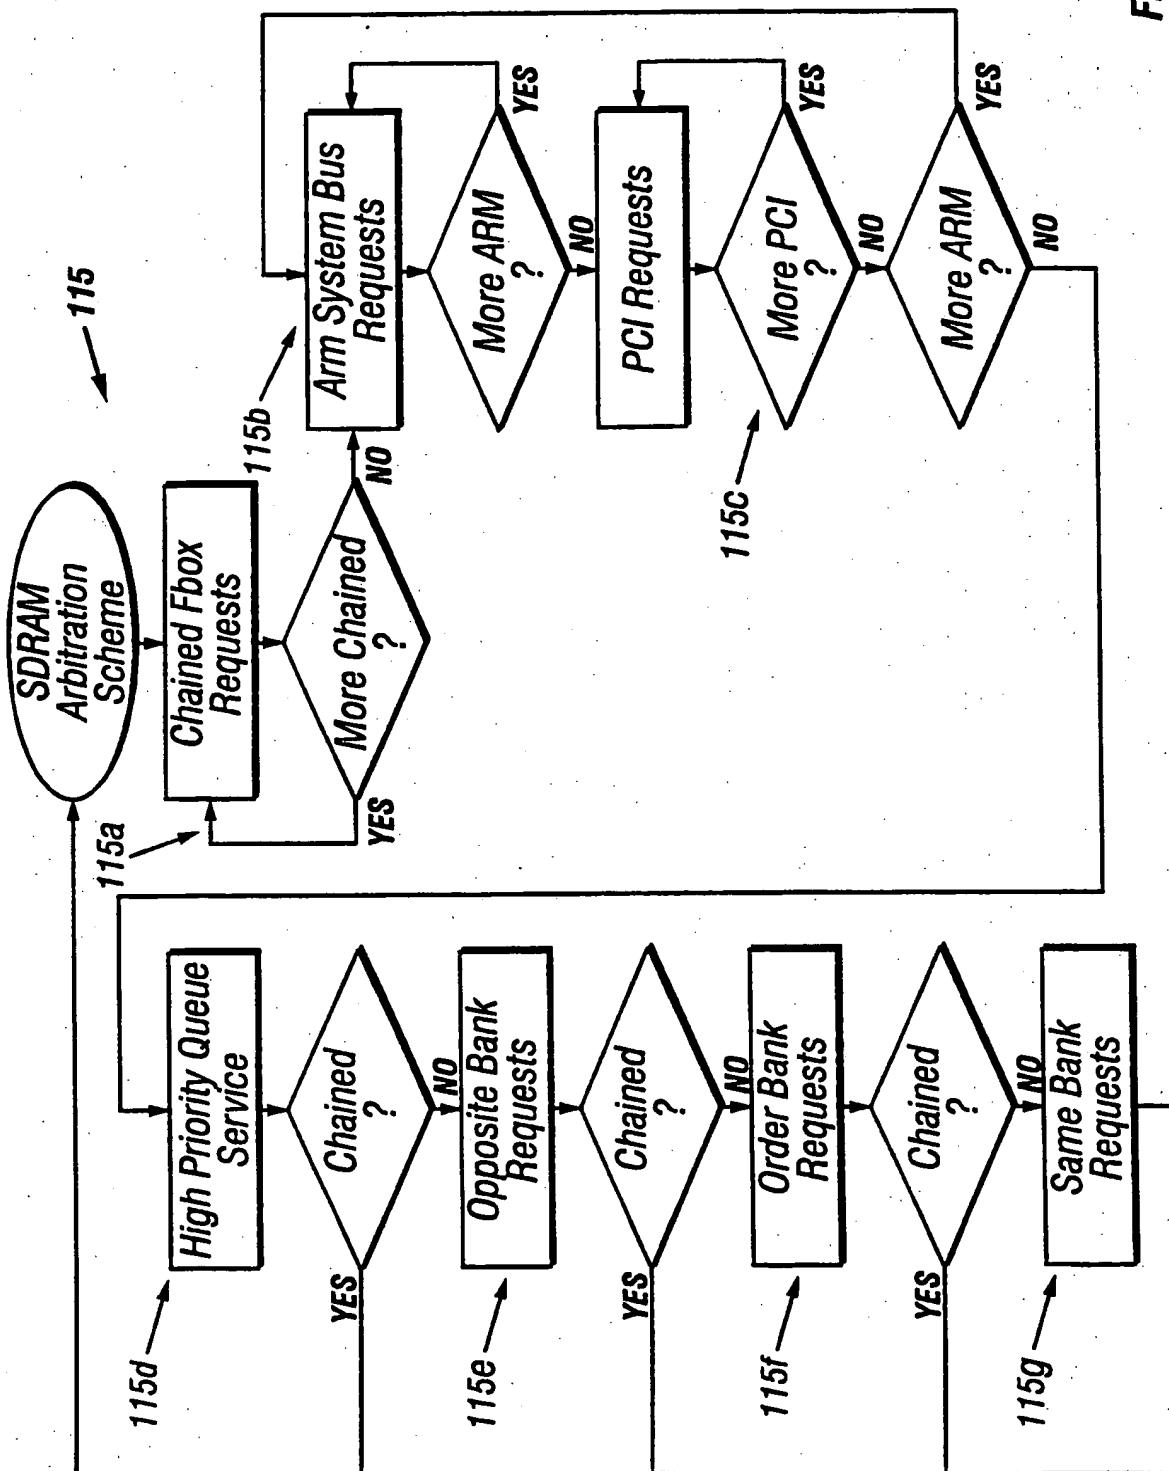 SDRAM
Arbitration
Scheme
115
115a
Chained Fbox
Requests
More Chained
?
YES
NO
115b
Arm System Bus
Requests
More ARM
?
YES
NO
PCI Requests
115c
More PCI
?
YES
NO
More ARM
?
YES
NO
115d
High Priority Queue
Service
Chained
?
YES
NO
115e
Opposite Bank
Requests
Chained
?
YES
NO
115f
Order Bank
Requests
Chained
?
YES
NO
115g
Same Bank
Requests